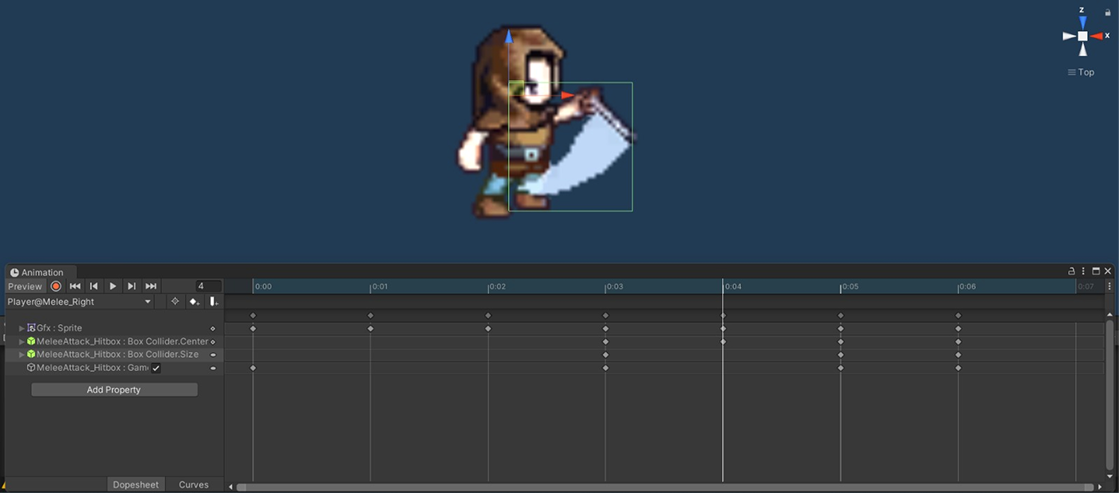 z
x
Top
Animation
Preview
4
0:00
0:01
0:02
0:03
0:04
0:05
0:06
0:07
Player@Melee_Right
Gfx : Sprite
MeleeAttack_Hitbox : Box Collider.Center
MeleeAttack_Hitbox : Box Collider.Size
MeleeAttack_Hitbox : Gam
Add Property
Dopesheet
Curves